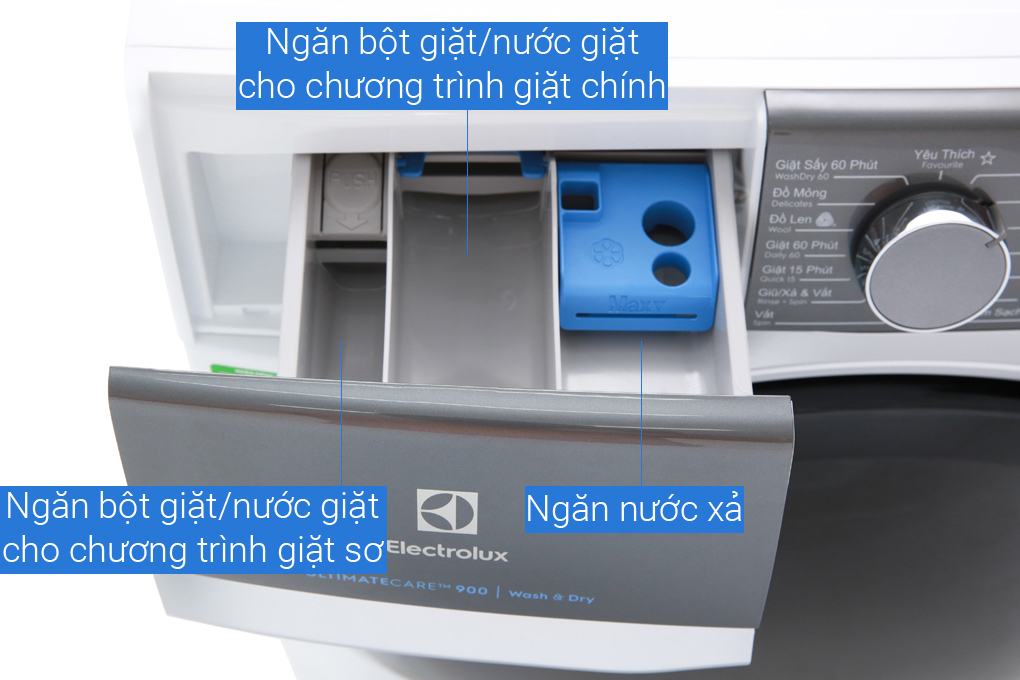 Ngăn bột giặt/nước giặt
cho chương trình giặt chính
PUSH
Max
Giặt Sấy 60 Phút
WashDry 60
Yêu Thích
Favourite
Đồ Mỏng
Delicates
Đồ Len
Wool
Giặt 60 Phút
Daily 60
Giặt 15 Phút
Quick 15
Giũ/Xả & Vắt
Rinse + Spin
Vắt
Spin
Sạch
Ngăn bột giặt/nước giặt
cho chương trình giặt sơ
Ngăn nước xả
Electrolux
ULTIMATECARE™ 900 | Wash & Dry